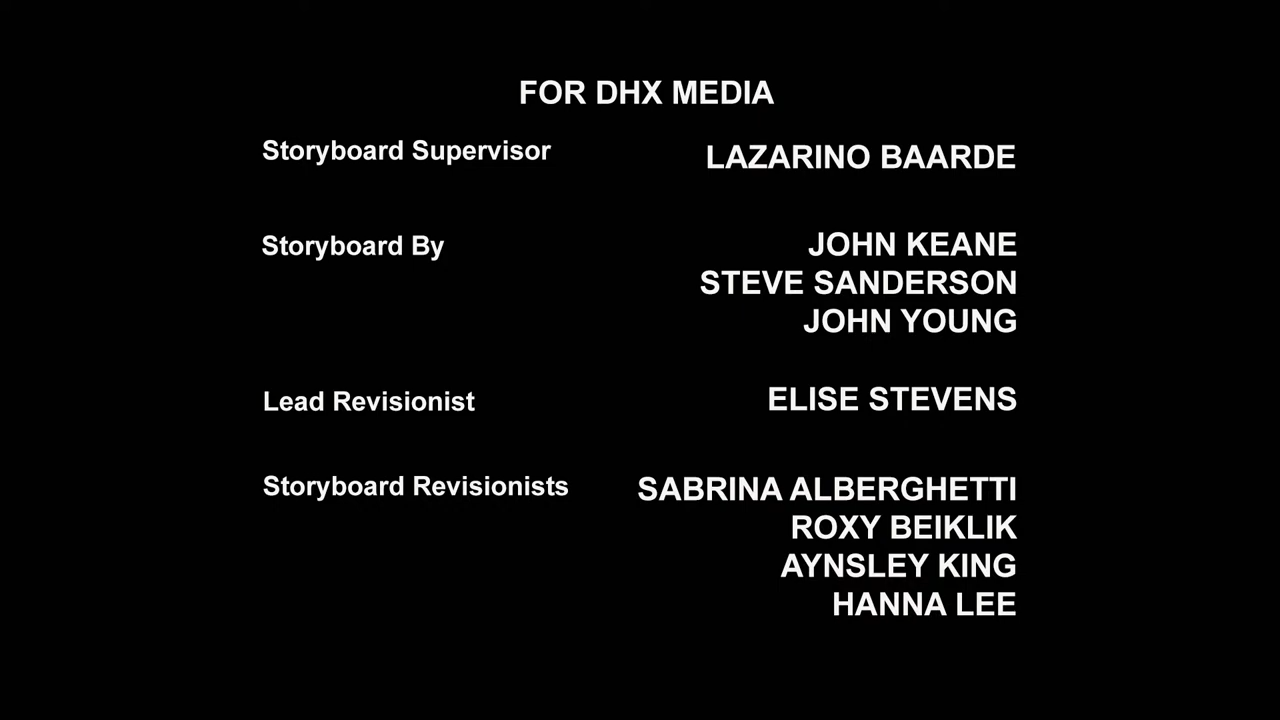 FOR DHX MEDIA
Storyboard Supervisor LAZARINO BAARDE
Storyboard By JOHN KEANE
STEVE SANDERSON
JOHN YOUNG
Lead Revisionist ELISE STEVENS
Storyboard Revisionists SABRINA ALBERGHETTI
ROXY BEIKLIK
AYNSLEY KING
HANNA LEE